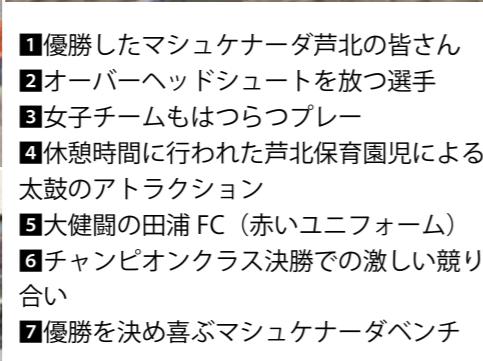 1優勝したマシュケナーダ芦北の皆さん
2オーバーヘッドシュートを放つ選手
3女子チームもはつらつプレー
4休憩時間に行われた芦北保育園児による
太鼓のアトラクション
5大健闘の田浦 FC（赤いユニフォーム）
6チャンピオンクラス決勝での激しい競り
合い
7優勝を決め喜ぶマシュケナーダベンチ